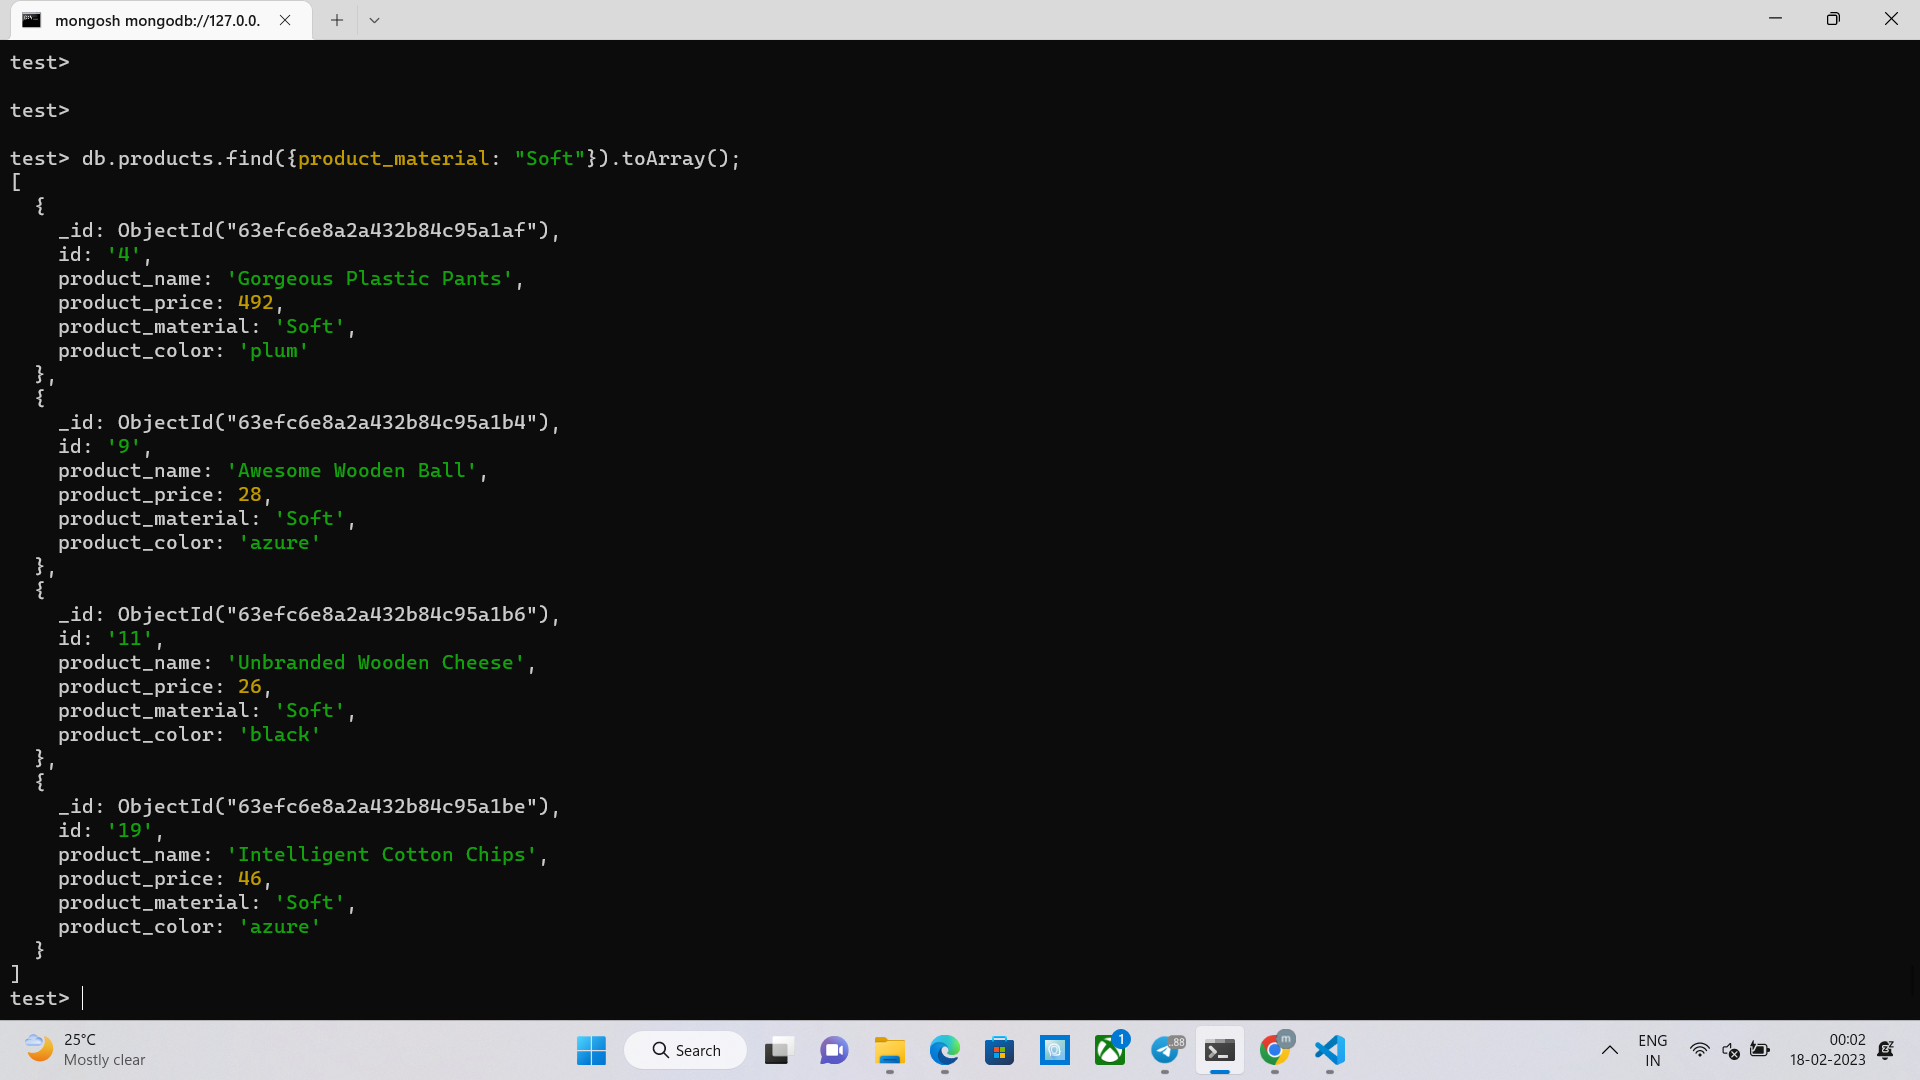 mongosh mongodb://127.0.0.
test>
test>
test> db.products.find({product_material: "Soft"}).toArray();
[
  {
    _id: ObjectId("63efc6e8a2a432b84c95a1af"),
    id: '4',
    product_name: 'Gorgeous Plastic Pants',
    product_price: 492,
    product_material: 'Soft',
    product_color: 'plum'
  },
  {
    _id: ObjectId("63efc6e8a2a432b84c95a1b4"),
    id: '9',
    product_name: 'Awesome Wooden Ball',
    product_price: 28,
    product_material: 'Soft',
    product_color: 'azure'
  },
  {
    _id: ObjectId("63efc6e8a2a432b84c95a1b6"),
    id: '11',
    product_name: 'Unbranded Wooden Cheese',
    product_price: 26,
    product_material: 'Soft',
    product_color: 'black'
  },
  {
    _id: ObjectId("63efc6e8a2a432b84c95a1be"),
    id: '19',
    product_name: 'Intelligent Cotton Chips',
    product_price: 46,
    product_material: 'Soft',
    product_color: 'azure'
  }
]
test>
25°C
Mostly clear
Search
1
..88
m
ENG
IN
00:02
18-02-2023